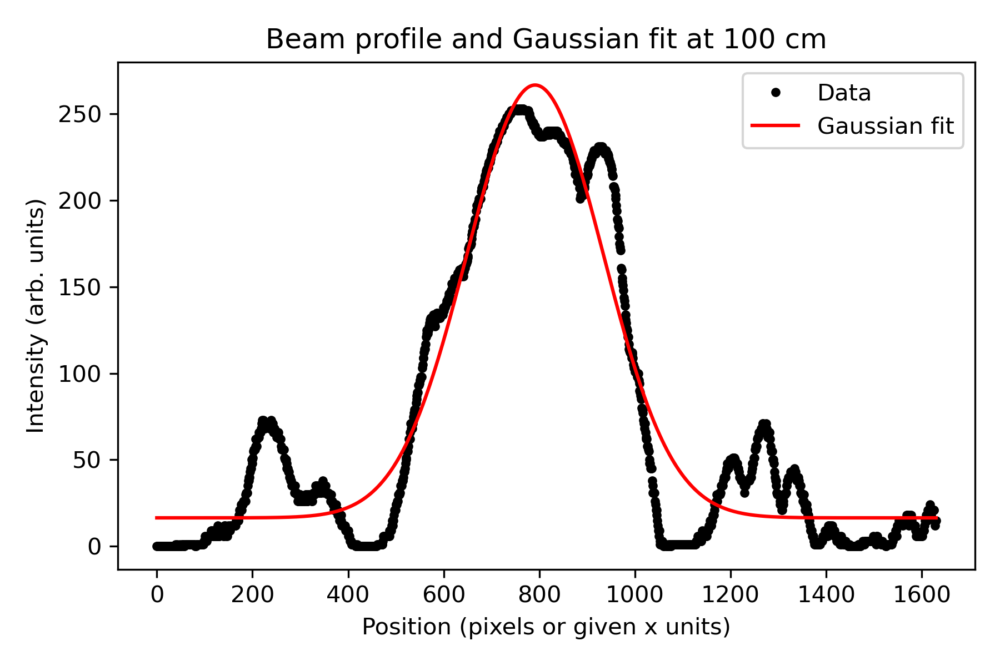 Beam profile and Gaussian fit at 100 cm
Data
Gaussian fit
Intensity (arb. units)
250
200
150
100
50
0
0 200 400 600 800 1000 1200 1400 1600
Position (pixels or given x units)